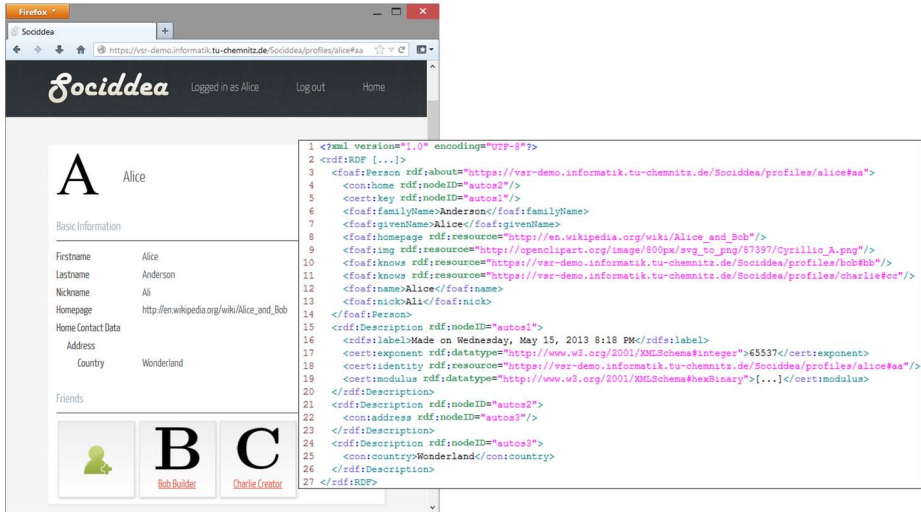 Firefox
Sociddea
https://vsr-demo.informatik.tu-chemnitz.de/Sociddea/profiles/alice#aa
Sociddea Logged in as Alice Log out Home
A Alice
Basic Information
Firstname Alice
Lastname Anderson
Nickname Ali
Homepage http://en.wikipedia.org/wiki/Alice_and_Bob
Home Contact Data
Address
Country Wonderland
Friends
B C
Bob Builder Charlie Creator
1 <?xml version="1.0" encoding="UTF-8"?>
2 <rdf:RDF [...]>
3 <foaf:Person rdf:about="https://vsr-demo.informatik.tu-chemnitz.de/Sociddea/profiles/alice#aa">
4 <con:home rdf:nodeID="autos2"/>
5 <cert:key rdf:nodeID="autos1"/>
6 <foaf:familyName>Anderson</foaf:familyName>
7 <foaf:givenName>Alice</foaf:givenName>
8 <foaf:homepage rdf:resource="http://en.wikipedia.org/wiki/Alice_and_Bob"/>
9 <foaf:img rdf:resource="http://openclipart.org/image/800px/svg_to_png/87397/Cyrillic_A.png"/>
10 <foaf:knows rdf:resource="https://vsr-demo.informatik.tu-chemnitz.de/Sociddea/profiles/bob#bb"/>
11 <foaf:knows rdf:resource="https://vsr-demo.informatik.tu-chemnitz.de/Sociddea/profiles/charlie#cc"/>
12 <foaf:name>Alice</foaf:name>
13 <foaf:nick>Ali</foaf:nick>
14 </foaf:Person>
15 <rdf:Description rdf:nodeID="autos1">
16 <rdfs:label>Made on Wednesday, May 15, 2013 8:18 PM</rdfs:label>
17 <cert:exponent rdf:datatype="http://www.w3.org/2001/XMLSchema#integer">65537</cert:exponent>
18 <cert:identity rdf:resource="https://vsr-demo.informatik.tu-chemnitz.de/Sociddea/profiles/alice#aa"/>
19 <cert:modulus rdf:datatype="http://www.w3.org/2001/XMLSchema#hexBinary">[...]</cert:modulus>
20 </rdf:Description>
21 <rdf:Description rdf:nodeID="autos2">
22 <con:address rdf:nodeID="autos3"/>
23 </rdf:Description>
24 <rdf:Description rdf:nodeID="autos3">
25 <con:country>Wonderland</con:country>
26 </rdf:Description>
27 </rdf:RDF>